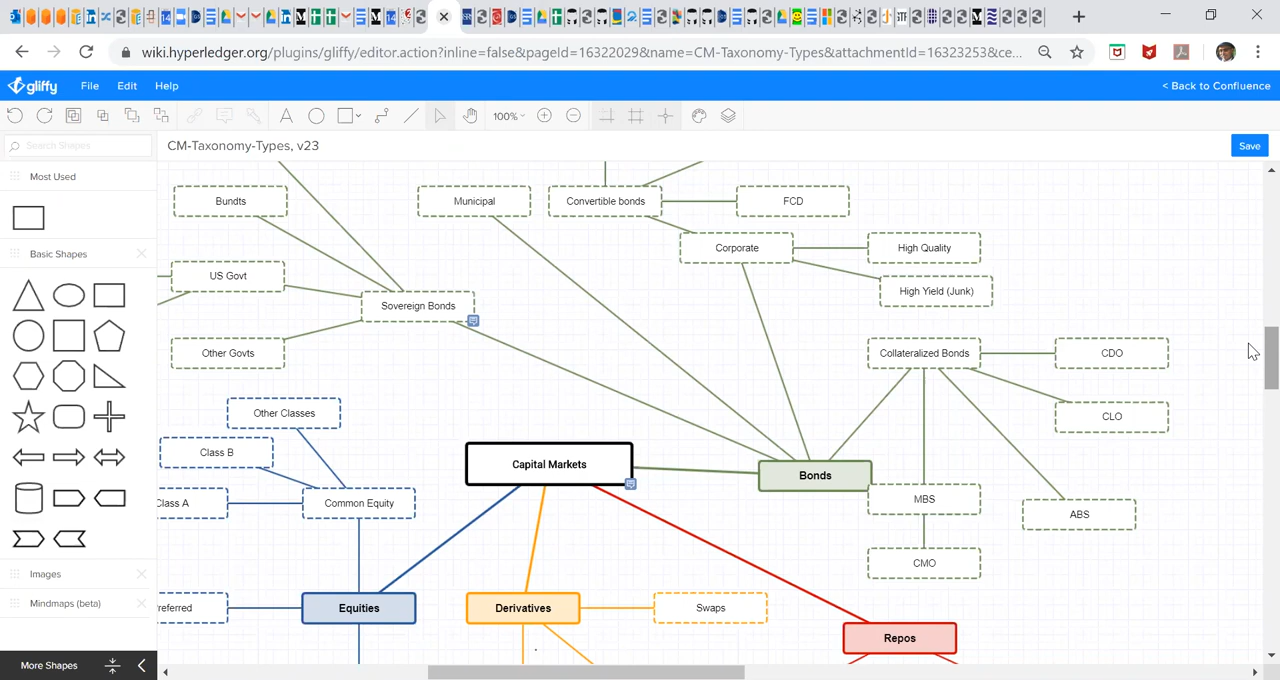 wiki.hyperledger.org/plugins/gliffy/editor.action?inline=false&pageId=16322029&name=CM-Taxonomy-Types&attachmentId=16323253&ce...
gliffy
File
Edit
Help
< Back to Confluence
100%
Search Shapes
CM-Taxonomy-Types, v23
Save
Most Used
Basic Shapes
Images
Mindmaps (beta)
More Shapes
Bundts
Municipal
Convertible bonds
FCD
Corporate
High Quality
US Govt
High Yield (Junk)
Sovereign Bonds
Other Govts
Collateralized Bonds
CDO
Other Classes
CLO
Class B
Capital Markets
Bonds
Class A
Common Equity
MBS
ABS
CMO
referred
Equities
Derivatives
Swaps
Repos